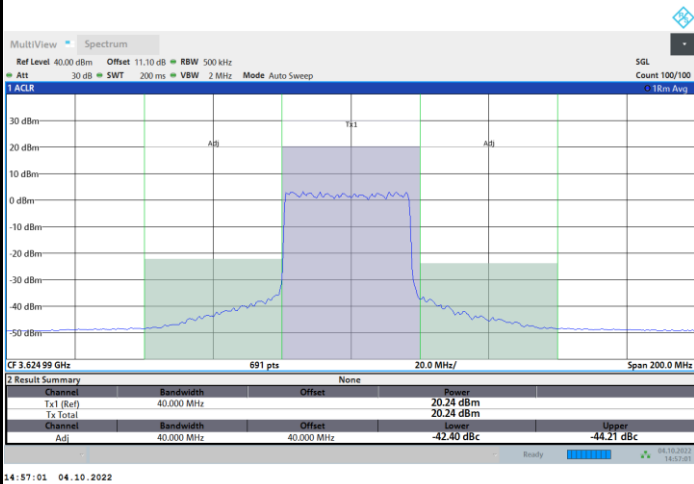 MultiView Spectrum
Ref Level 40.00 dBm Offset 11.10 dB RBW 500 kHz SGL
Att 30 dB SWT 200 ms VBW 2 MHz Mode Auto Sweep Count 100/100
1 ACLR 1Rm Avg
30 dBm
Tx1
20 dBm Adj Adj
10 dBm
0 dBm
-10 dBm
-20 dBm
-30 dBm
-40 dBm
-50 dBm
CF 3.624 99 GHz 691 pts 20.0 MHz/ Span 200.0 MHz
2 Result Summary None
Channel Bandwidth Offset Power
Tx1 (Ref) 40.000 MHz 20.24 dBm
Tx Total 20.24 dBm
Channel Bandwidth Offset Lower Upper
Adj 40.000 MHz 40.000 MHz -42.40 dBc -44.21 dBc
Ready 04.10.2022
14:57:01
14:57:01 04.10.2022